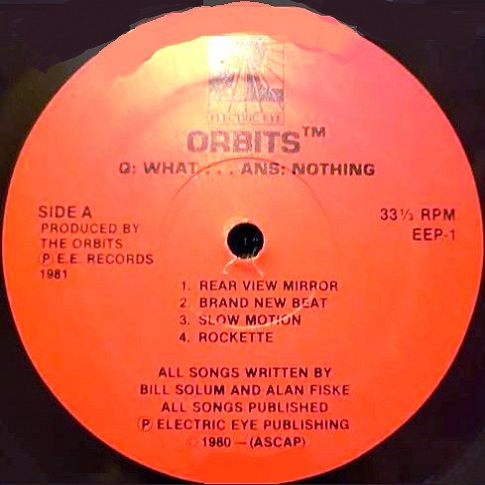 ELECTRIC EYE
ORBITS™
Q: WHAT . . . ANS: NOTHING
SIDE A
PRODUCED BY
THE ORBITS
Ⓟ E.E. RECORDS
1981
33⅓ RPM
EEP-1
1. REAR VIEW MIRROR
2. BRAND NEW BEAT
3. SLOW MOTION
4. ROCKETTE
ALL SONGS WRITTEN BY
BILL SOLUM AND ALAN FISKE
ALL SONGS PUBLISHED
Ⓟ ELECTRIC EYE PUBLISHING
© 1980 — (ASCAP)